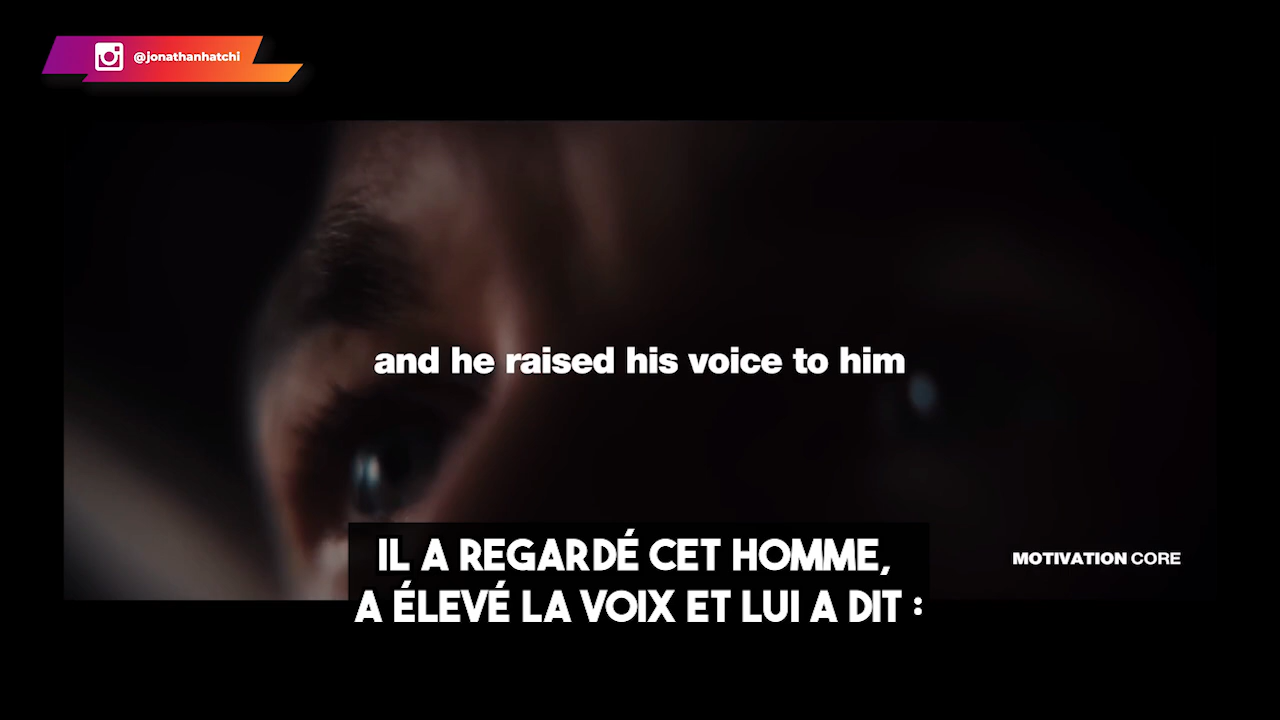 @jonathanhatchi
and he raised his voice to him
IL A REGARDÉ CET HOMME,
A ÉLEVÉ LA VOIX ET LUI A DIT :
MOTIVATION CORE